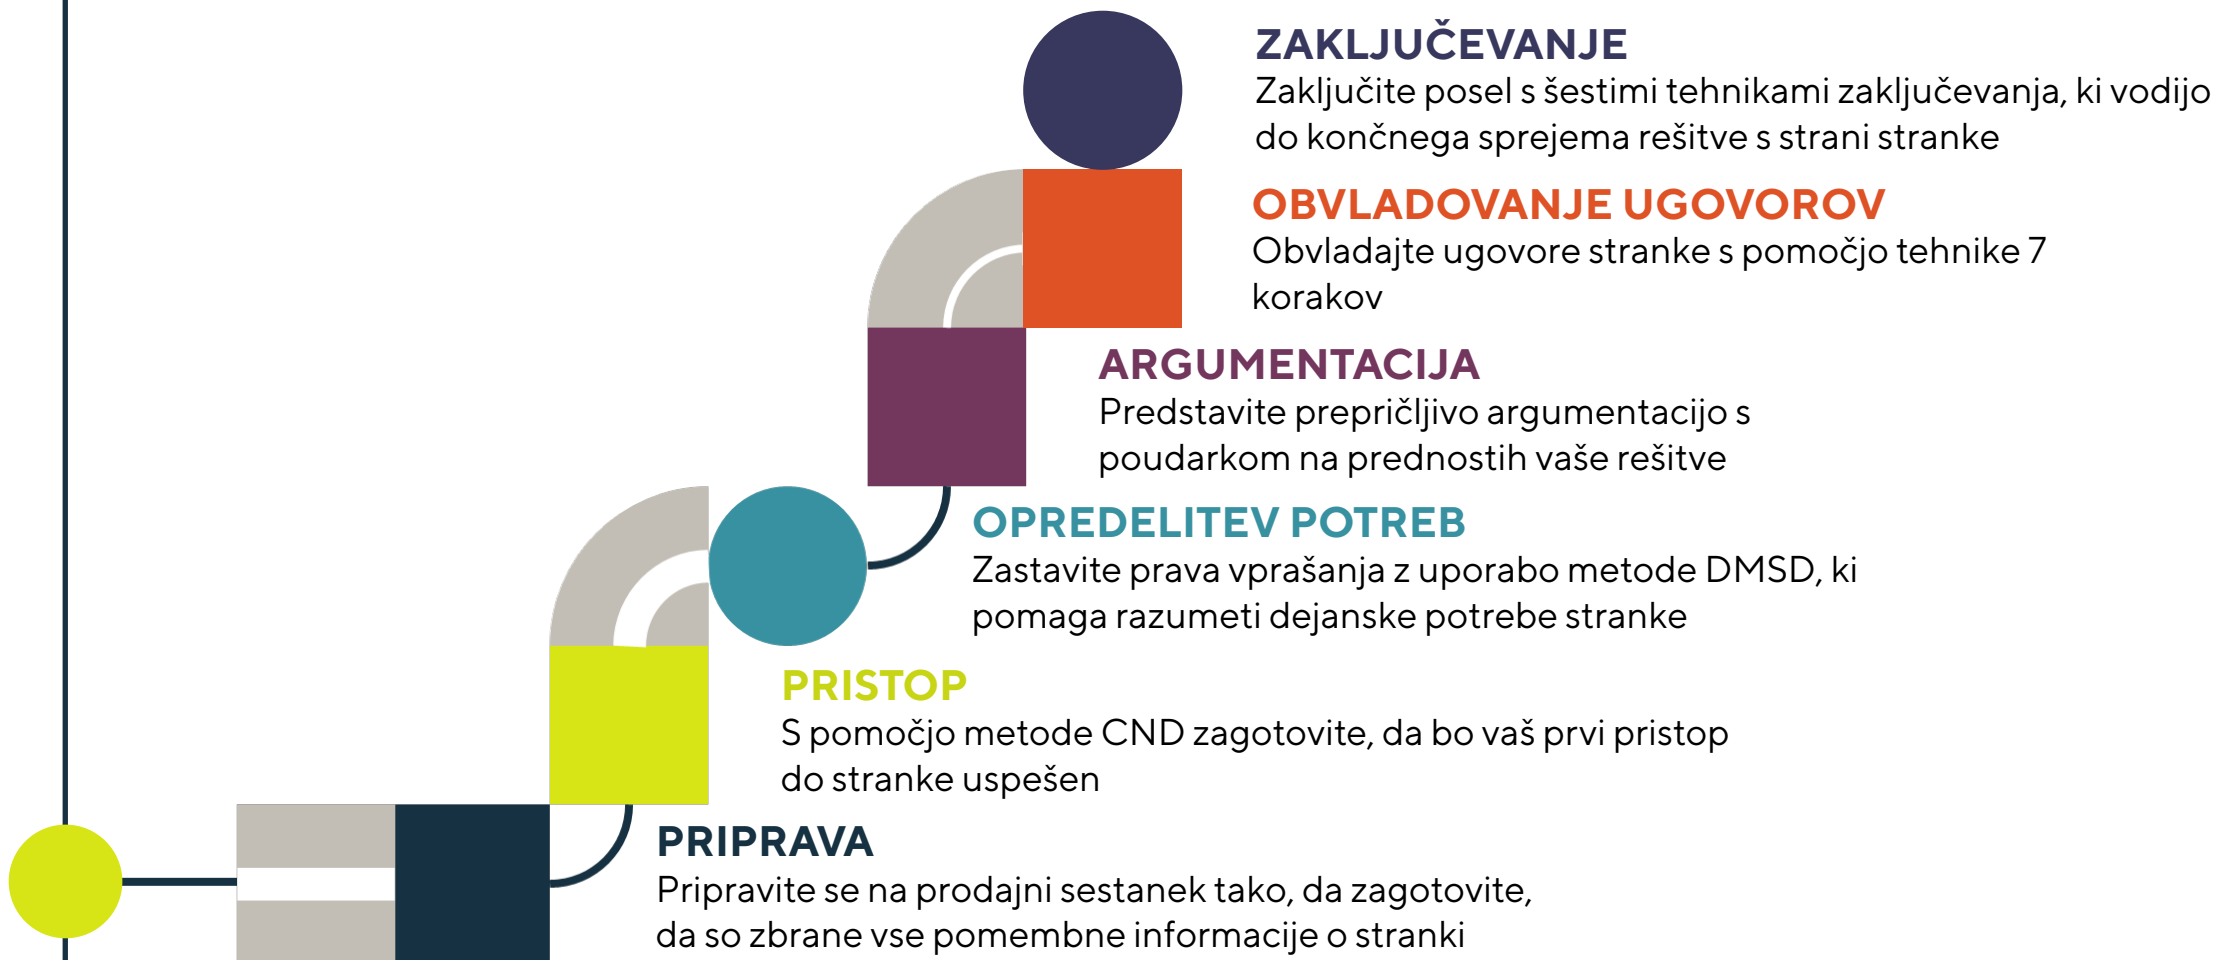 ZAKLJUČEVANJE
Zaključite posel s šestimi tehnikami zaključevanja, ki vodijo
do končnega sprejema rešitve s strani stranke
OBVLADOVANJE UGOVOROV
Obvladajte ugovore stranke s pomočjo tehnike 7
korakov
ARGUMENTACIJA
Predstavite prepričljivo argumentacijo s
poudarkom na prednostih vaše rešitve
OPREDELITEV POTREB
Zastavite prava vprašanja z uporabo metode DMSD, ki
pomaga razumeti dejanske potrebe stranke
PRISTOP
S pomočjo metode CND zagotovite, da bo vaš prvi pristop
do stranke uspešen
PRIPRAVA
Pripravite se na prodajni sestanek tako, da zagotovite,
da so zbrane vse pomembne informacije o stranki